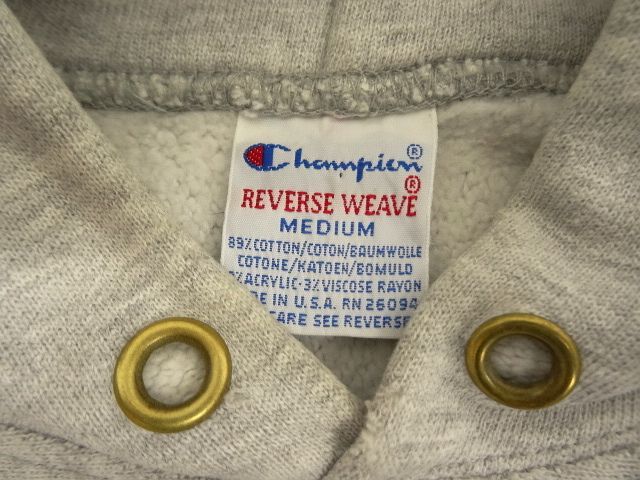 Champion®
REVERSE WEAVE ®
MEDIUM
89% COTTON/COTON/BAUMWOLLE
COTONE/KATOEN/BOMULD
% ACRYLIC-3% VISCOSE RAYON
IN U.S.A. RN 26094
CARE SEE REVERSE